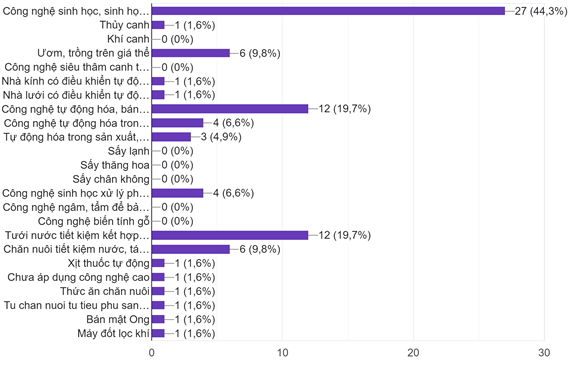 Công nghệ sinh học, sinh họ… 27 (44,3%)
Thủy canh 1 (1,6%)
Khí canh 0 (0%)
Ươm, trồng trên giá thể 6 (9,8%)
Công nghệ siêu thâm canh t… 0 (0%)
Nhà kính có điều khiển tự độ… 1 (1,6%)
Nhà lưới có điều khiển tự độ… 1 (1,6%)
Công nghệ tự động hóa, bán… 12 (19,7%)
Công nghệ tự động hóa tron… 4 (6,6%)
Tự động hóa trong sản xuất,… 3 (4,9%)
Sấy lạnh 0 (0%)
Sấy thăng hoa 0 (0%)
Sấy chân không 0 (0%)
Công nghệ sinh học xử lý ph… 4 (6,6%)
Công nghệ ngâm, tẩm để bả… 0 (0%)
Công nghệ biến tính gỗ 0 (0%)
Tưới nước tiết kiệm kết hợp… 12 (19,7%)
Chăn nuôi tiết kiệm nước, tá… 6 (9,8%)
Xịt thuốc tự động 1 (1,6%)
Chưa áp dụng công nghệ cao 1 (1,6%)
Thức ăn chăn nuôi 1 (1,6%)
Tu chan nuoi tu tieu phu san… 1 (1,6%)
Bán mật Ong 1 (1,6%)
Máy đốt lọc khí 1 (1,6%)
0 10 20 30